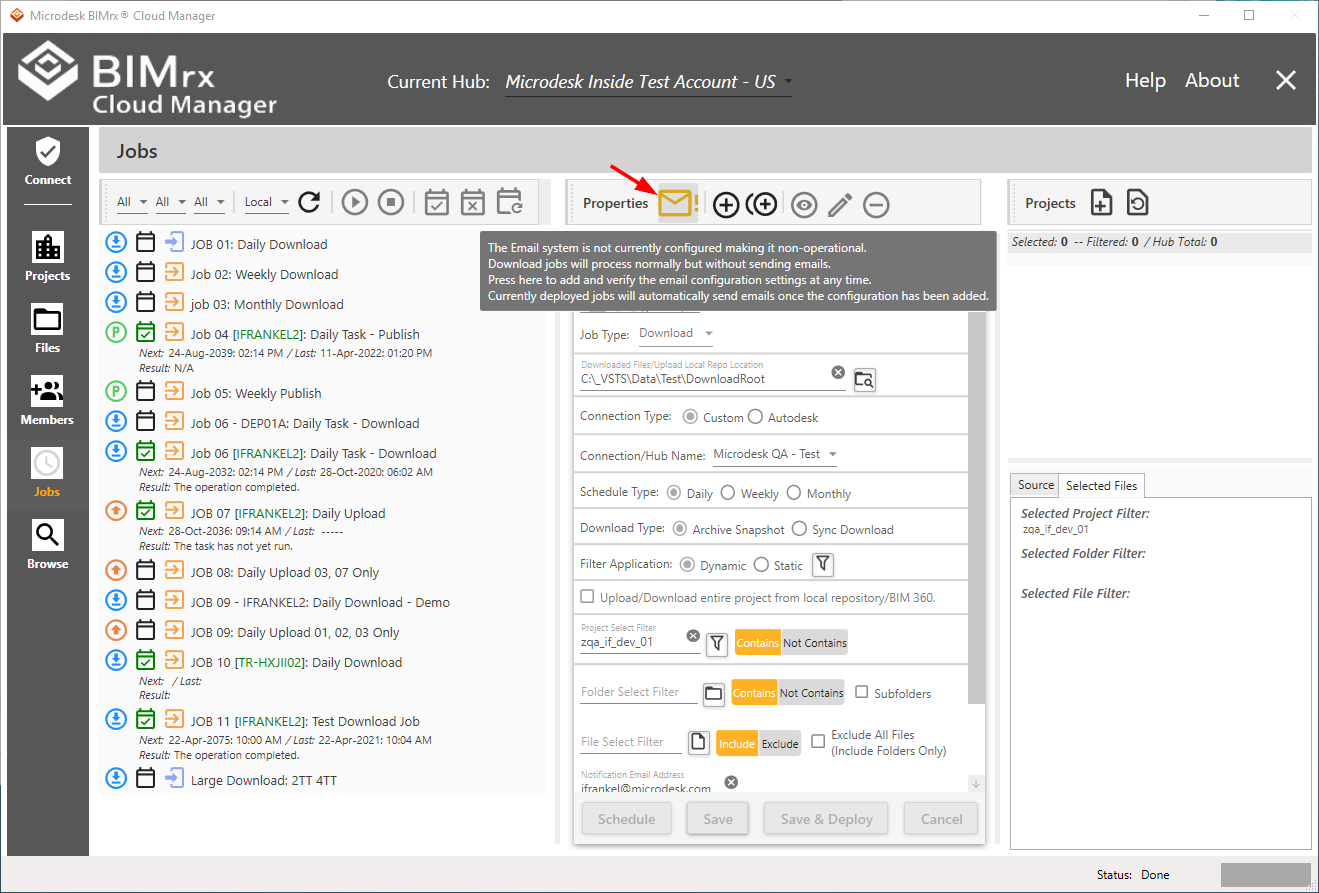 Microdesk BIMrx® Cloud Manager
BIMrx
Cloud Manager
Current Hub: Microdesk Inside Test Account - US
Help About
Connect
Projects
Files
Members
Jobs
Browse
Jobs
All All All Local
JOB 01: Daily Download
Job 02: Weekly Download
job 03: Monthly Download
P Job 04 [IFRANKEL2]: Daily Task - Publish
Next: 24-Aug-2039: 02:14 PM / Last: 11-Apr-2022: 01:20 PM
Result: N/A
P Job 05: Weekly Publish
Job 06 - DEP01A: Daily Task - Download
Job 06 [IFRANKEL2]: Daily Task - Download
Next: 24-Aug-2032: 02:14 PM / Last: 28-Oct-2020: 06:02 AM
Result: The operation completed.
JOB 07 [IFRANKEL2]: Daily Upload
Next: 28-Oct-2036: 09:14 AM / Last: -----
Result: The task has not yet run.
JOB 08: Daily Upload 03, 07 Only
JOB 09 - IFRANKEL2: Daily Download - Demo
JOB 09: Daily Upload 01, 02, 03 Only
JOB 10 [TR-HXJII02]: Daily Download
Next: / Last:
Result:
JOB 11 [IFRANKEL2]: Test Download Job
Next: 22-Apr-2075: 10:00 AM / Last: 22-Apr-2021: 10:04 AM
Result: The operation completed.
Large Download: 2TT 4TT
Properties
The Email system is not currently configured making it non-operational.
Download jobs will process normally but without sending emails.
Press here to add and verify the email configuration settings at any time.
Currently deployed jobs will automatically send emails once the configuration has been added.
Job Type: Download
Downloaded Files/Upload Local Repo Location
C:\_VSTS\Data\Test\DownloadRoot
Connection Type: Custom Autodesk
Connection/Hub Name: Microdesk QA - Test
Schedule Type: Daily Weekly Monthly
Download Type: Archive Snapshot Sync Download
Filter Application: Dynamic Static
Upload/Download entire project from local repository/BIM 360.
Project Select Filter
zqa_if_dev_01 Contains Not Contains
Folder Select Filter Contains Not Contains Subfolders
File Select Filter Include Exclude Exclude All Files
(Include Folders Only)
Notification Email Address
ifrankel@microdesk.com
Schedule Save Save & Deploy Cancel
Projects
Selected: 0 -- Filtered: 0 / Hub Total: 0
Source Selected Files
Selected Project Filter:
zqa_if_dev_01
Selected Folder Filter:
Selected File Filter:
Status: Done